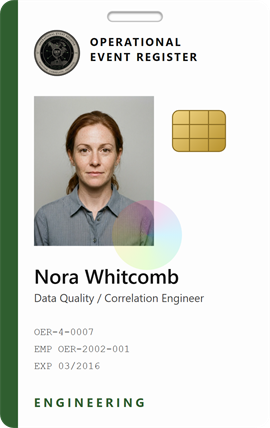 OPERATIONAL
EVENT REGISTER
Nora Whitcomb
Data Quality / Correlation Engineer
OER-4-0007
EMP OER-2002-001
EXP 03/2016
ENGINEERING